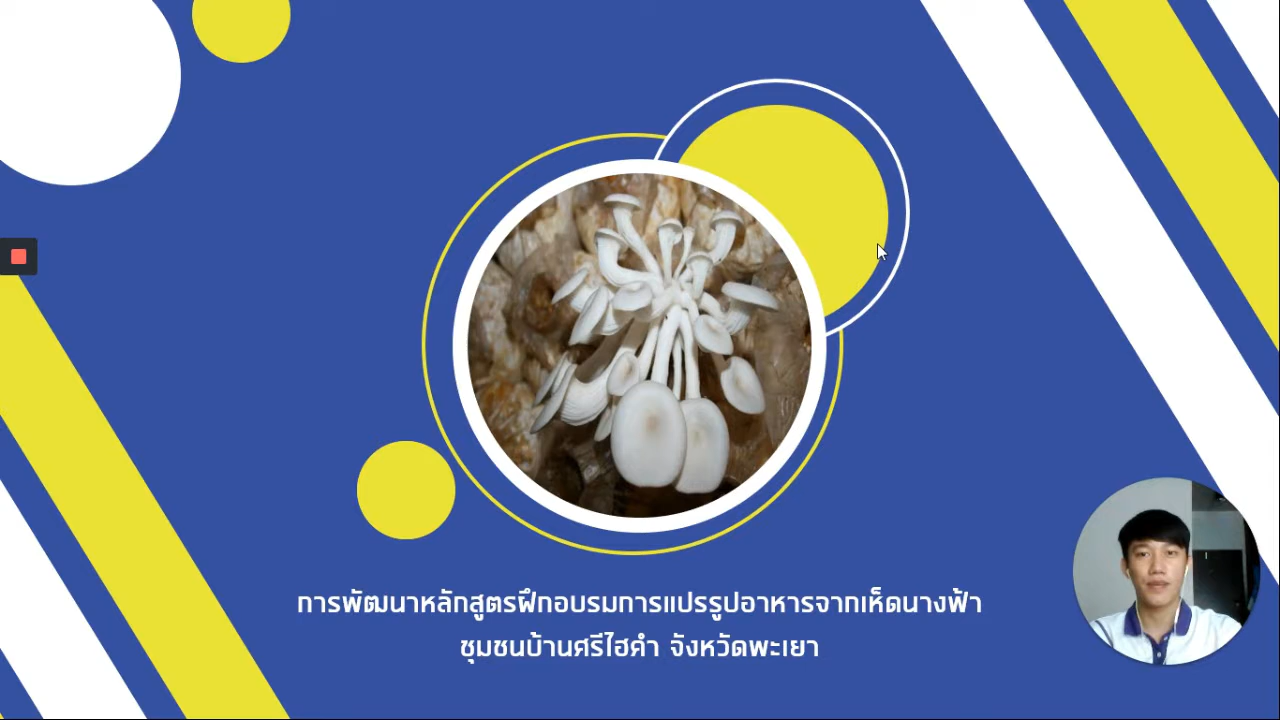 การพัฒนาหลักสูตรฝึกอบรมการแปรรูปอาหารจากเห็ดนางฟ้า
ชุมชนบ้านศรีไฮคำ จังหวัดพะเยา